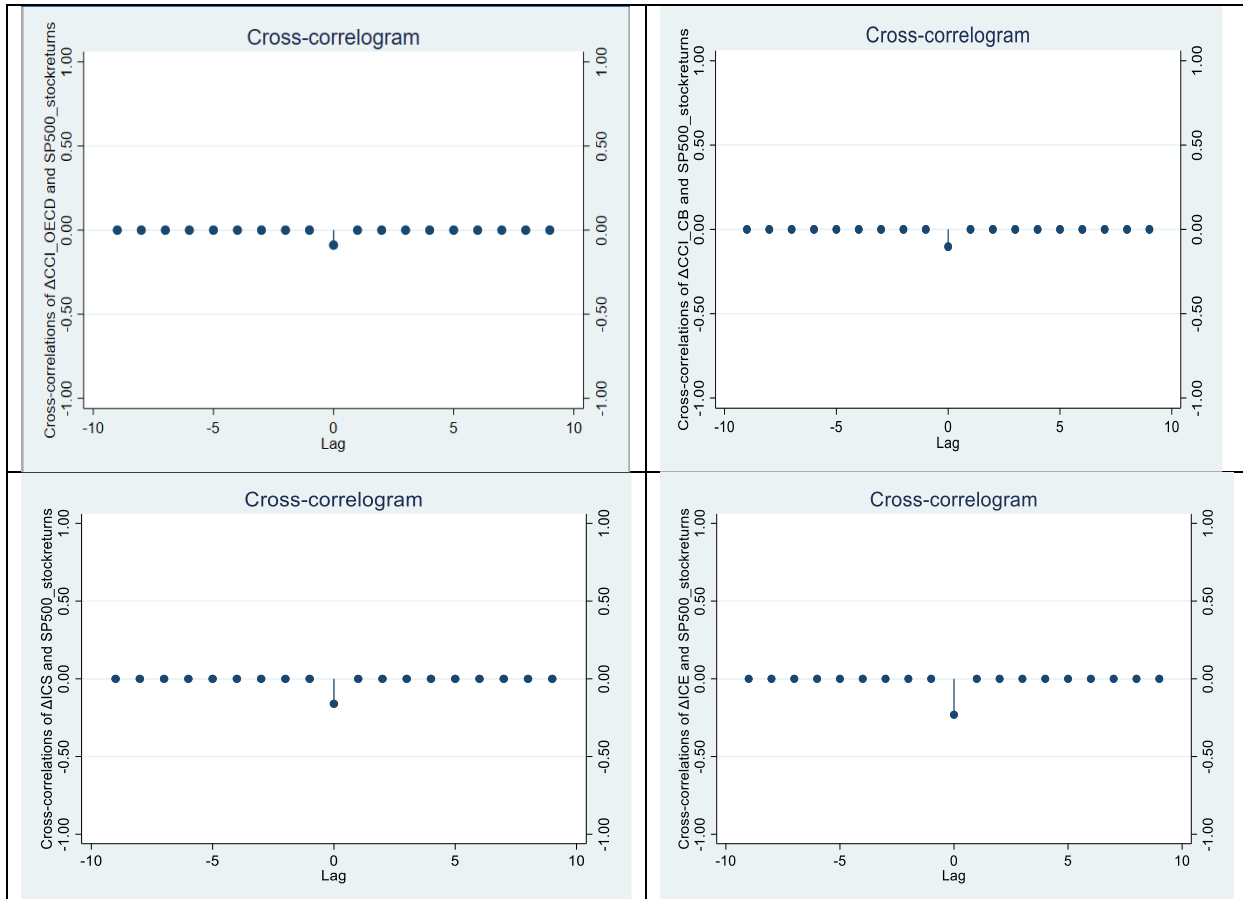 Cross-correlogram
Cross-correlations of ΔCCI_OECD and SP500_stockreturns
1.00
0.50
0.00
-0.50
-1.00
1.00
0.50
0.00
-0.50
-1.00
-10 -5 0 5 10
Lag
Cross-correlogram
Cross-correlations of ΔCCI_CB and SP500_stockreturns
1.00
0.50
0.00
-0.50
-1.00
1.00
0.50
0.00
-0.50
-1.00
-10 -5 0 5 10
Lag
Cross-correlogram
Cross-correlations of ΔICS and SP500_stockreturns
1.00
0.50
0.00
-0.50
-1.00
1.00
0.50
0.00
-0.50
-1.00
-10 -5 0 5 10
Lag
Cross-correlogram
Cross-correlations of ΔICE and SP500_stockreturns
1.00
0.50
0.00
-0.50
-1.00
1.00
0.50
0.00
-0.50
-1.00
-10 -5 0 5 10
Lag